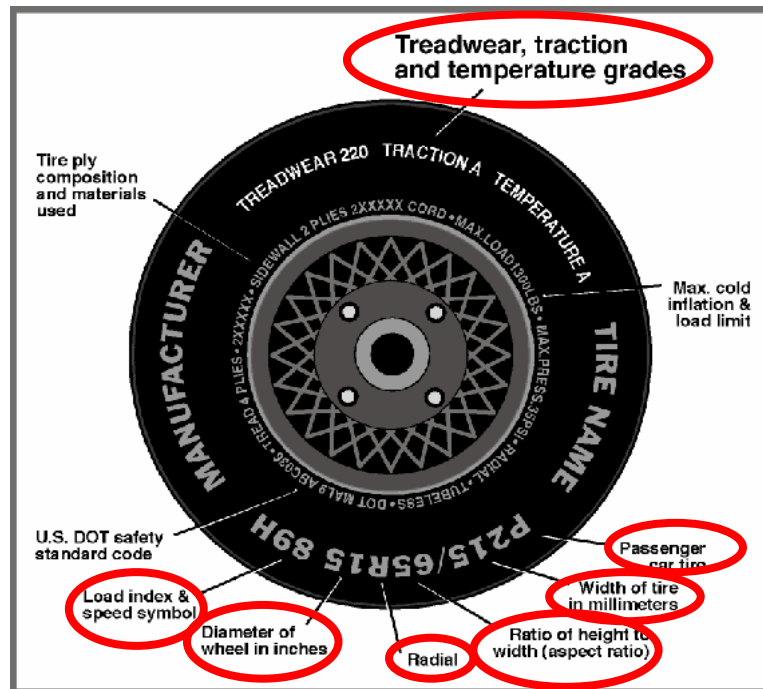 Treadwear, traction
and temperature grades
Tire ply
composition
and materials
used
TREADWEAR 220 TRACTION A TEMPERATURE A
SIDEWALL 2 PLIES 2XXXXX CORD • MAX.LOAD 1300LBS • MAX.PRESS.35PSI • RADIAL • TUBELESS • DOT MAL9 ABC036 • TREAD 4 PLIES • 2XXXXX •
MANUFACTURER
TIRE NAME
Max. cold
inflation &
load limit
P215/65R15 89H
U.S. DOT safety
standard code
Passenger
car tire
Load index &
speed symbol
Width of tire
in millimeters
Diameter of
wheel in inches
Radial
Ratio of height to
width (aspect ratio)